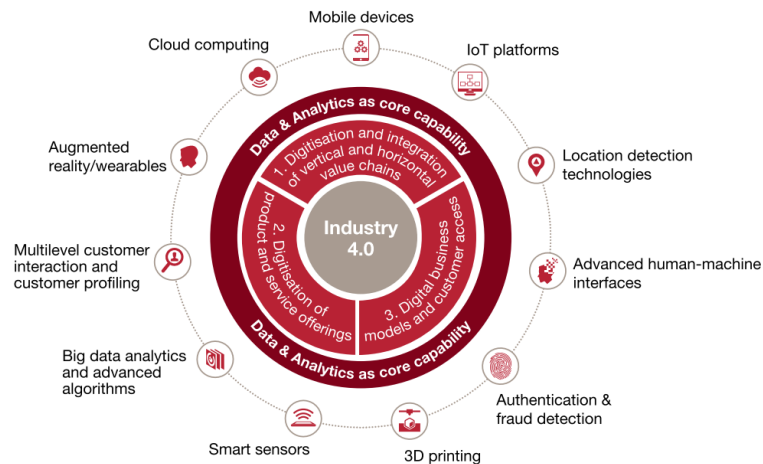 Mobile devices
Cloud computing
IoT platforms
Augmented
reality/wearables
Location detection
technologies
Multilevel customer
interaction and
customer profiling
Advanced human-machine
interfaces
Big data analytics
and advanced
algorithms
Authentication &
fraud detection
Smart sensors
3D printing
Data & Analytics as core capability
1. Digitisation and integration
of vertical and horizontal
value chains
2. Digitisation of
product and service offerings
3. Digital business
models and customer access
Industry
4.0
Data & Analytics as core capability